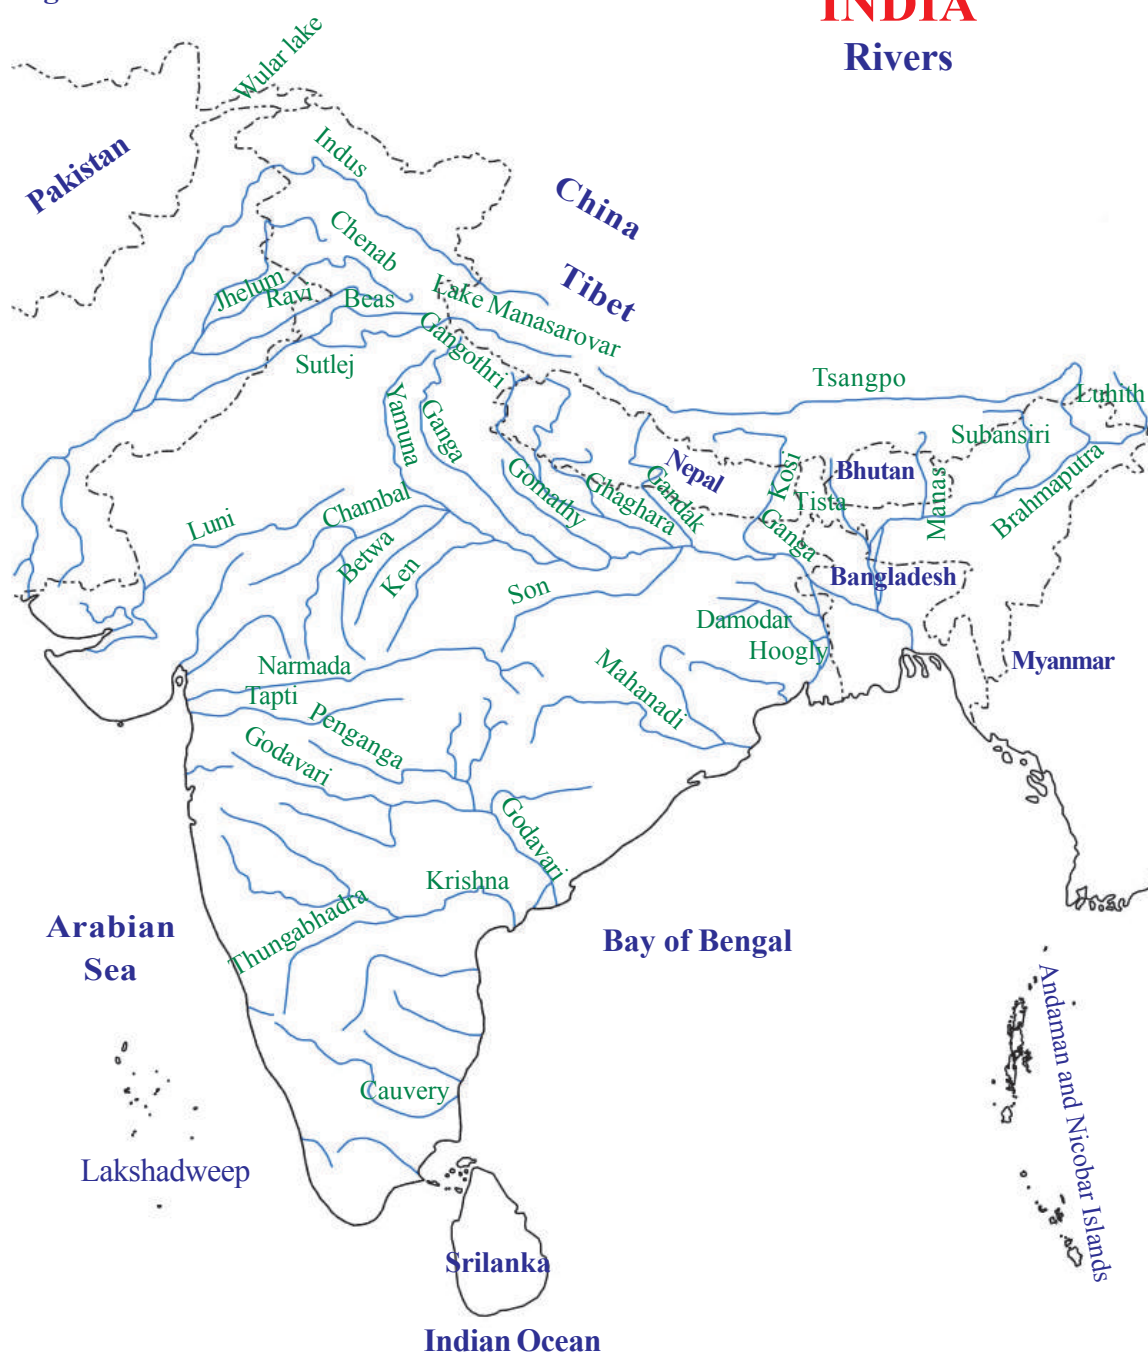 INDIA
Rivers
Wular lake
Indus
Pakistan
China
Chenab
Tibet
Jhelum
Ravi
Beas
Lake Manasarovar
Gangothri
Sutlej
Tsangpo
Luhith
Yamuna
Ganga
Subansiri
Nepal
Kosi
Bhutan
Manas
Brahmaputra
Gomathy
Ghaghara
Gandak
Tista
Luni
Chambal
Betwa
Ken
Ganga
Bangladesh
Son
Damodar
Hoogly
Narmada
Mahanadi
Myanmar
Tapti
Penganga
Godavari
Godavari
Krishna
Thungabhadra
Arabian
Sea
Bay of Bengal
Andaman and Nicobar Islands
Cauvery
Lakshadweep
Srilanka
Indian Ocean